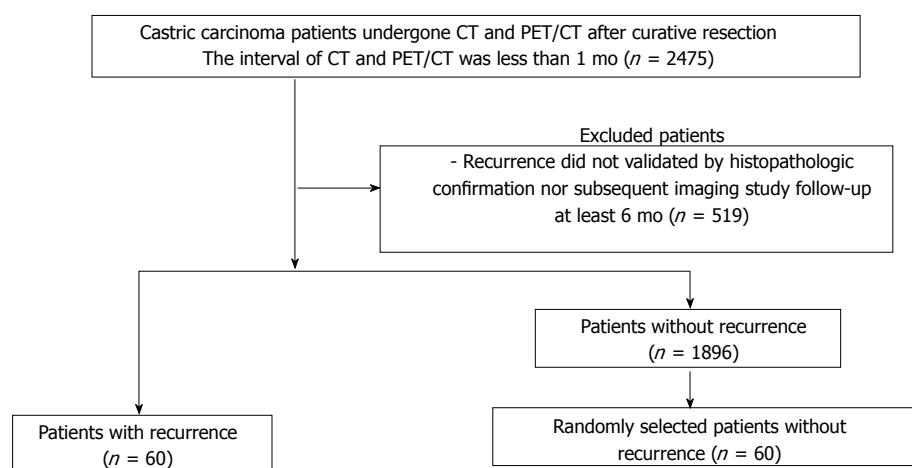 Castric carcinoma patients undergone CT and PET/CT after curative resection
The interval of CT and PET/CT was less than 1 mo (n = 2475)
Excluded patients
- Recurrence did not validated by histopathologic
confirmation nor subsequent imaging study follow-up
at least 6 mo (n = 519)
Patients without recurrence
(n = 1896)
Patients with recurrence
(n = 60)
Randomly selected patients without
recurrence (n = 60)